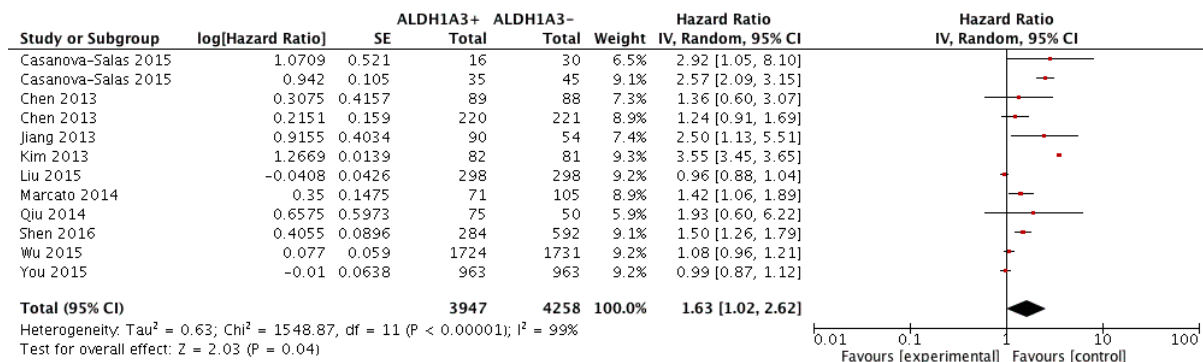 ALDH1A3+ ALDH1A3- Hazard Ratio Hazard Ratio
Study or Subgroup log[Hazard Ratio] SE Total Total Weight IV, Random, 95% CI IV, Random, 95% CI
Casanova-Salas 2015 1.0709 0.521 16 30 6.5% 2.92 [1.05, 8.10]
Casanova-Salas 2015 0.942 0.105 35 45 9.1% 2.57 [2.09, 3.15]
Chen 2013 0.3075 0.4157 89 88 7.3% 1.36 [0.60, 3.07]
Chen 2013 0.2151 0.159 220 221 8.9% 1.24 [0.91, 1.69]
Jiang 2013 0.9155 0.4034 90 54 7.4% 2.50 [1.13, 5.51]
Kim 2013 1.2669 0.0139 82 81 9.3% 3.55 [3.45, 3.65]
Liu 2015 -0.0408 0.0426 298 298 9.2% 0.96 [0.88, 1.04]
Marcato 2014 0.35 0.1475 71 105 8.9% 1.42 [1.06, 1.89]
Qiu 2014 0.6575 0.5973 75 50 5.9% 1.93 [0.60, 6.22]
Shen 2016 0.4055 0.0896 284 592 9.1% 1.50 [1.26, 1.79]
Wu 2015 0.077 0.059 1724 1731 9.2% 1.08 [0.96, 1.21]
You 2015 -0.01 0.0638 963 963 9.2% 0.99 [0.87, 1.12]
Total (95% CI) 3947 4258 100.0% 1.63 [1.02, 2.62]
Heterogeneity: Tau² = 0.63; Chi² = 1548.87, df = 11 (P < 0.00001); I² = 99%
Test for overall effect: Z = 2.03 (P = 0.04)
0.01 0.1 1 10 100
Favours [experimental] Favours [control]